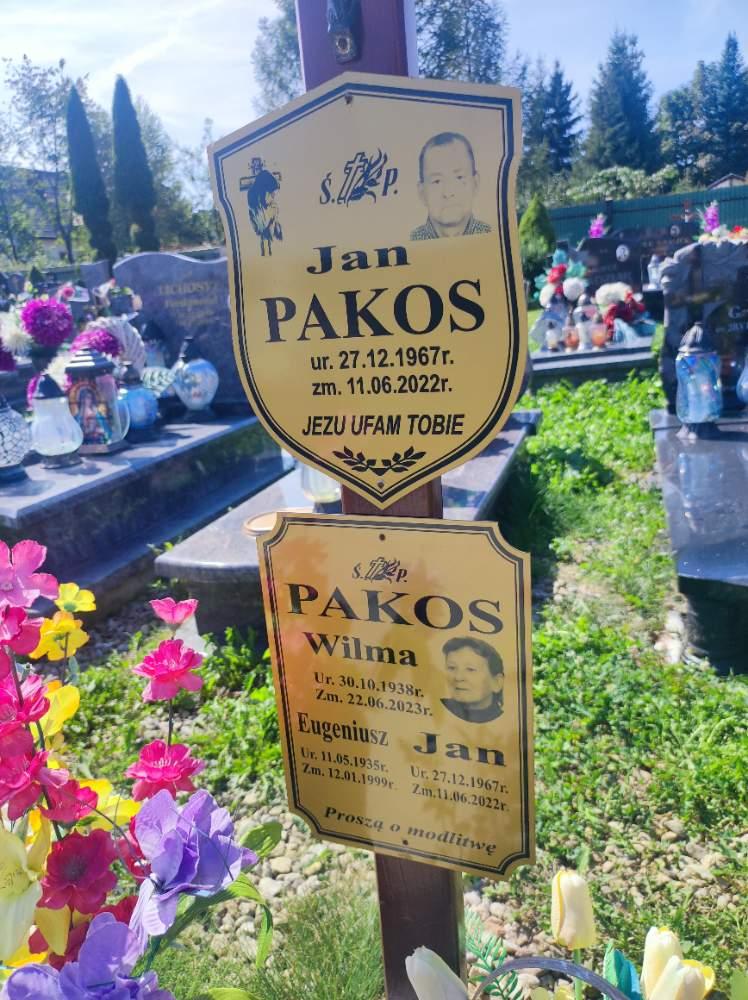 Ś. P.
Jan
PAKOS
ur. 27.12.1967r.
zm. 11.06.2022r.
JEZU UFAM TOBIE
Ś. P.
PAKOS
Wilma
Ur. 30.10.1938r.
Zm. 22.06.2023r.
Eugeniusz
Ur. 11.05.1935r.
Zm. 12.01.1999r.
Jan
Ur. 27.12.1967r.
Zm.11.06.2022r.
Proszą o modlitwę